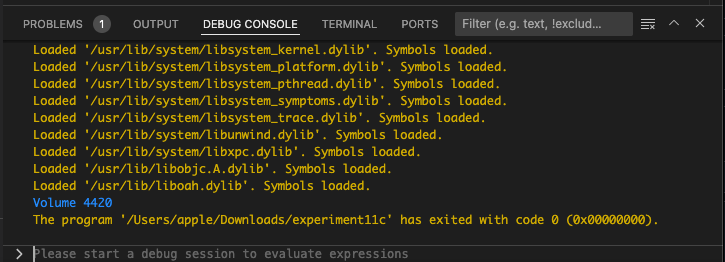 PROBLEMS 1 OUTPUT DEBUG CONSOLE TERMINAL PORTS Filter (e.g. text, !exclud...
Loaded '/usr/lib/system/libsystem_kernel.dylib'. Symbols loaded.
Loaded '/usr/lib/system/libsystem_platform.dylib'. Symbols loaded.
Loaded '/usr/lib/system/libsystem_pthread.dylib'. Symbols loaded.
Loaded '/usr/lib/system/libsystem_symptoms.dylib'. Symbols loaded.
Loaded '/usr/lib/system/libsystem_trace.dylib'. Symbols loaded.
Loaded '/usr/lib/system/libunwind.dylib'. Symbols loaded.
Loaded '/usr/lib/system/libxpc.dylib'. Symbols loaded.
Loaded '/usr/lib/libobjc.A.dylib'. Symbols loaded.
Loaded '/usr/lib/liboah.dylib'. Symbols loaded.
Volume 4420
The program '/Users/apple/Downloads/experiment11c' has exited with code 0 (0x00000000).
Please start a debug session to evaluate expressions